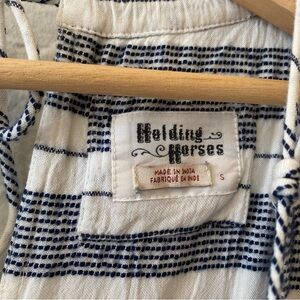 Holding
Horses
MADE IN INDIA
FABRIQUÉ EN INDE
S